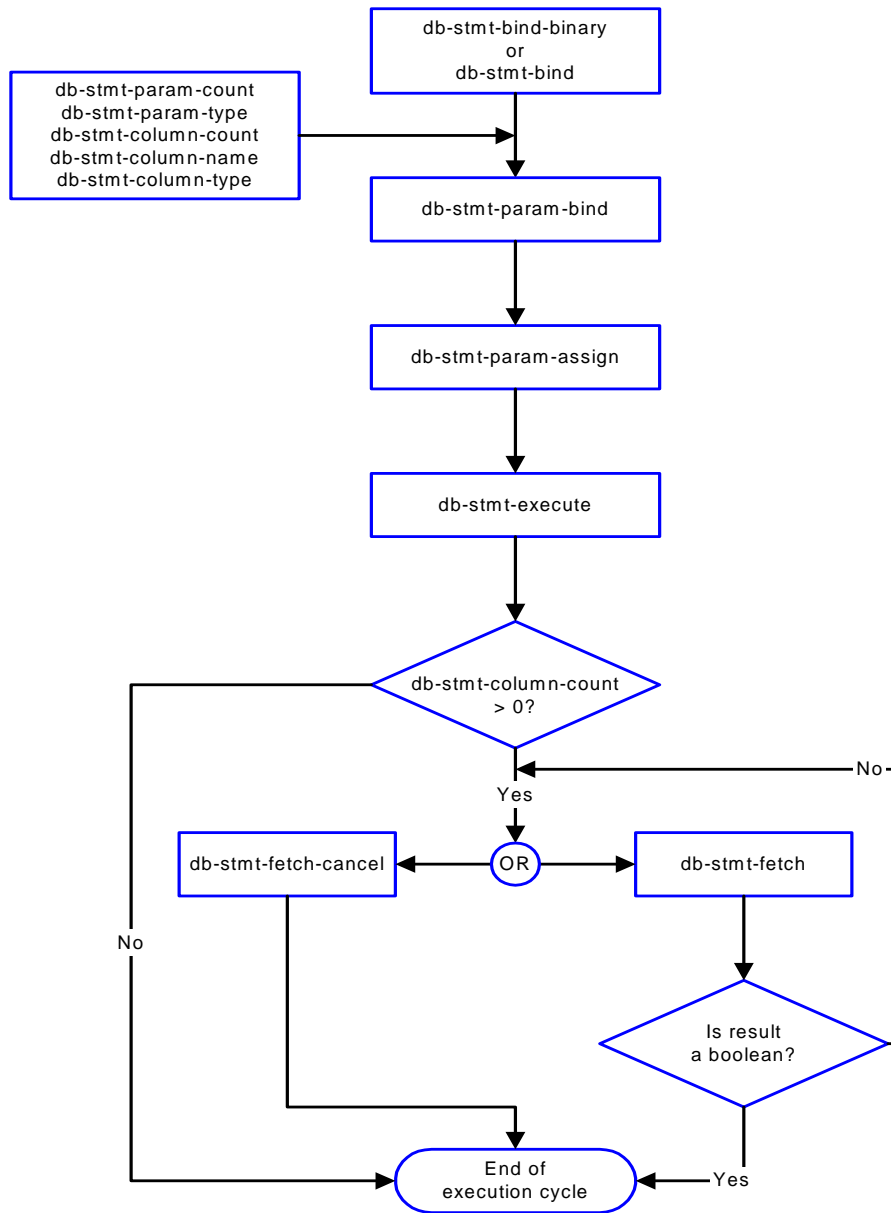 db-stmt-bind-binary
or
db-stmt-bind
db-stmt-param-count
db-stmt-param-type
db-stmt-column-count
db-stmt-column-name
db-stmt-column-type
db-stmt-param-bind
db-stmt-param-assign
db-stmt-execute
db-stmt-column-count
> 0?
No
Yes
db-stmt-fetch-cancel
OR
db-stmt-fetch
No
Is result
a boolean?
End of
execution cycle
Yes